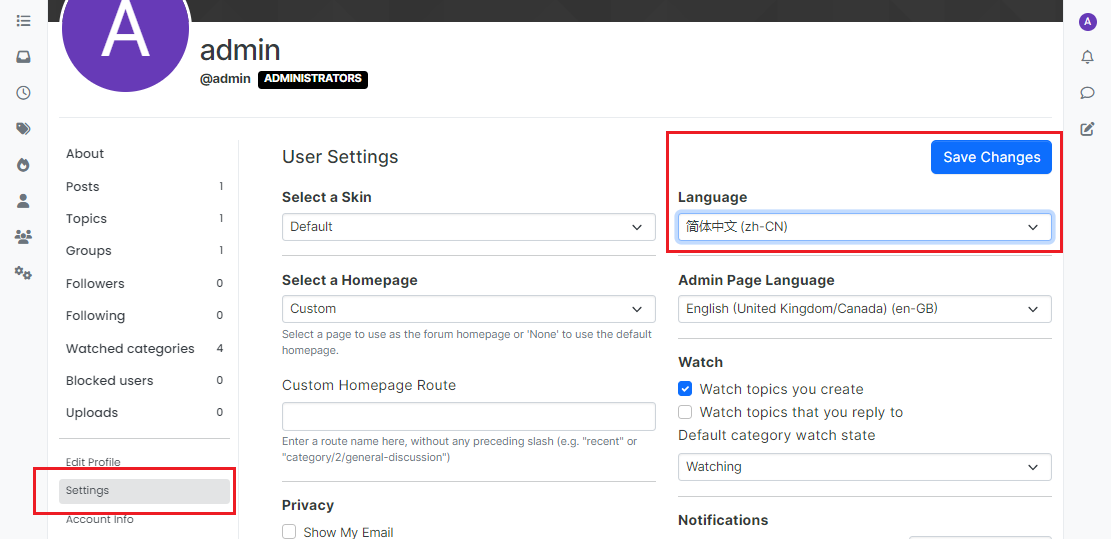 A
A
admin
@admin ADMINISTRATORS
About
Posts 1
Topics 1
Groups 1
Followers 0
Following 0
Watched categories 4
Blocked users 0
Uploads 0
Edit Profile
Settings
Account Info
User Settings
Select a Skin
Default
Select a Homepage
Custom
Select a page to use as the forum homepage or 'None' to use the default
homepage.
Custom Homepage Route
Enter a route name here, without any preceding slash (e.g. "recent" or
"category/2/general-discussion")
Privacy
Show My Email
Save Changes
Language
简体中文 (zh-CN)
Admin Page Language
English (United Kingdom/Canada) (en-GB)
Watch
Watch topics you create
Watch topics that you reply to
Default category watch state
Watching
Notifications